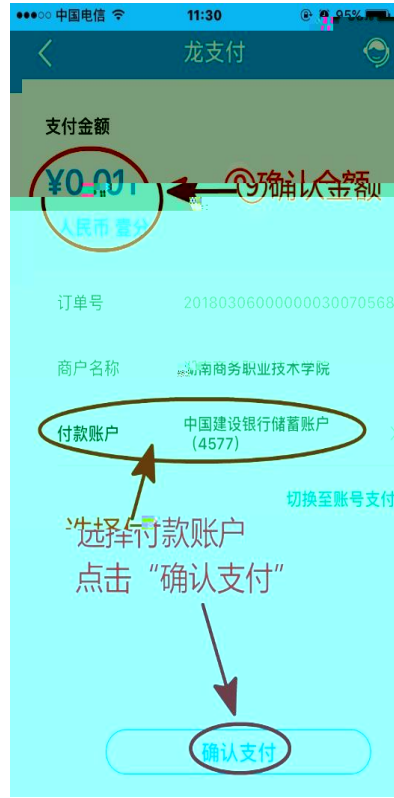 中国电信 11:30 95%
龙支付
支付金额
¥0.01 ⑨确认金额
人民币 壹分
订单号 20180306000000030070568
商户名称 湖南商务职业技术学院
付款账户 中国建设银行储蓄账户
(4577)
切换至账号支付
选择付款账户
点击“确认支付”
确认支付